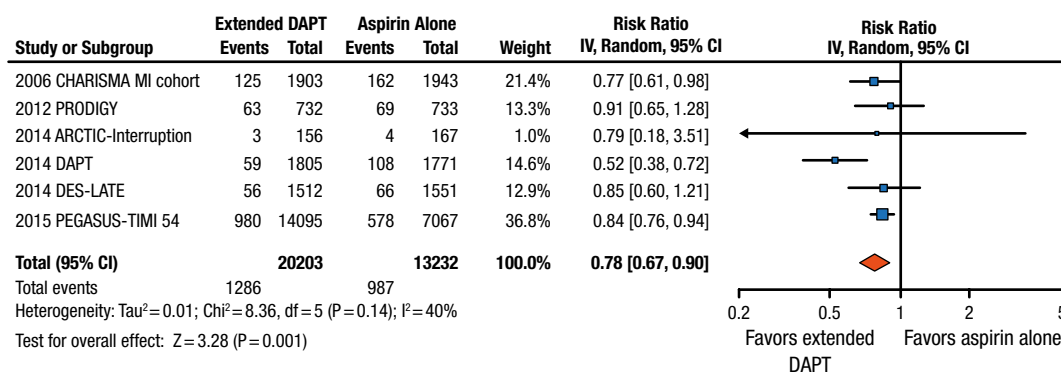 Extended DAPT Aspirin Alone Risk Ratio Risk Ratio
Study or Subgroup Events Total Events Total Weight IV, Random, 95% CI IV, Random, 95% CI
2006 CHARISMA MI cohort 125 1903 162 1943 21.4% 0.77 [0.61, 0.98]
2012 PRODIGY 63 732 69 733 13.3% 0.91 [0.65, 1.28]
2014 ARCTIC-Interruption 3 156 4 167 1.0% 0.79 [0.18, 3.51]
2014 DAPT 59 1805 108 1771 14.6% 0.52 [0.38, 0.72]
2014 DES-LATE 56 1512 66 1551 12.9% 0.85 [0.60, 1.21]
2015 PEGASUS-TIMI 54 980 14095 578 7067 36.8% 0.84 [0.76, 0.94]
Total (95% CI) 20203 13232 100.0% 0.78 [0.67, 0.90]
Total events 1286 987
Heterogeneity: Tau²=0.01; Chi²=8.36, df=5 (P=0.14); I²=40%
Test for overall effect: Z=3.28 (P=0.001)
0.2 0.5 1 2 5
Favors extended DAPT Favors aspirin alone